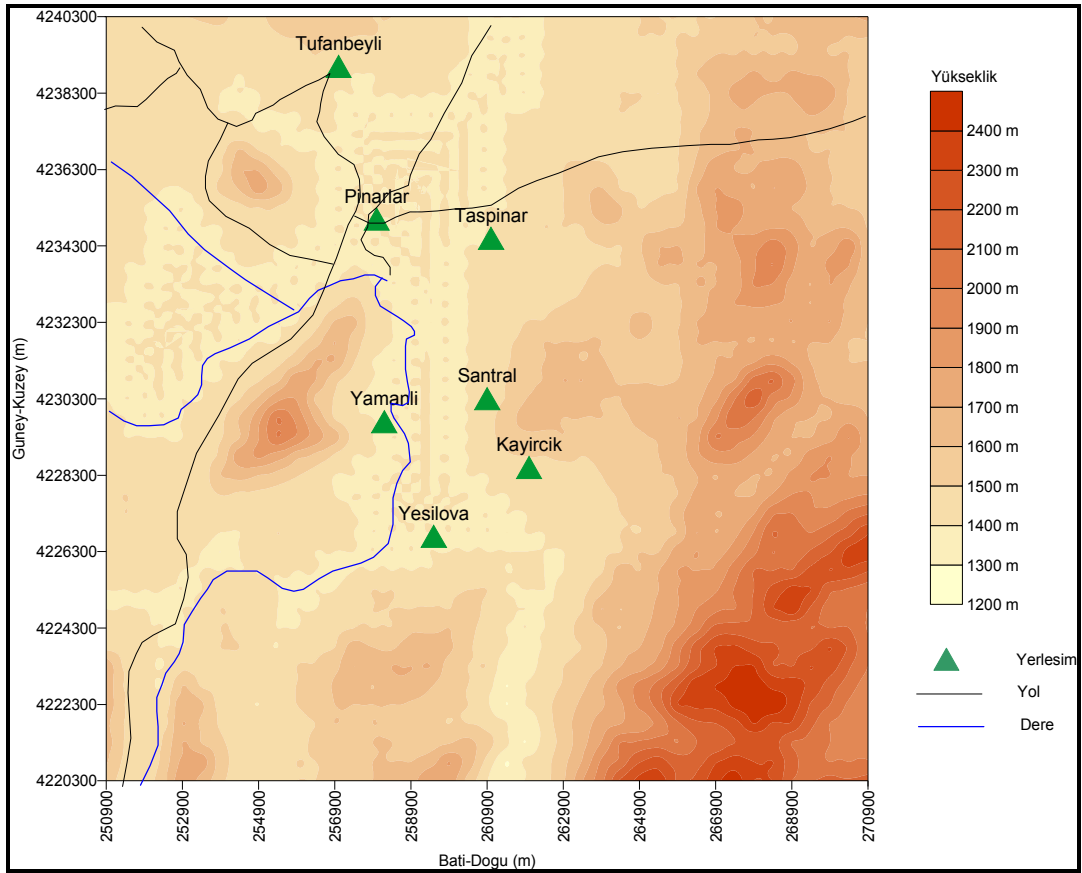 4240300
4238300
4236300
4234300
4232300
4230300
4228300
4226300
4224300
4222300
4220300
Guney-Kuzey (m)
Tufanbeyli
Pinarlar
Taspinar
Santral
Yamanli
Kayircik
Yesilova
250900
252900
254900
256900
258900
260900
262900
264900
266900
268900
270900
Bati-Dogu (m)
Yükseklik
2400 m
2300 m
2200 m
2100 m
2000 m
1900 m
1800 m
1700 m
1600 m
1500 m
1400 m
1300 m
1200 m
Yerlesim
Yol
Dere